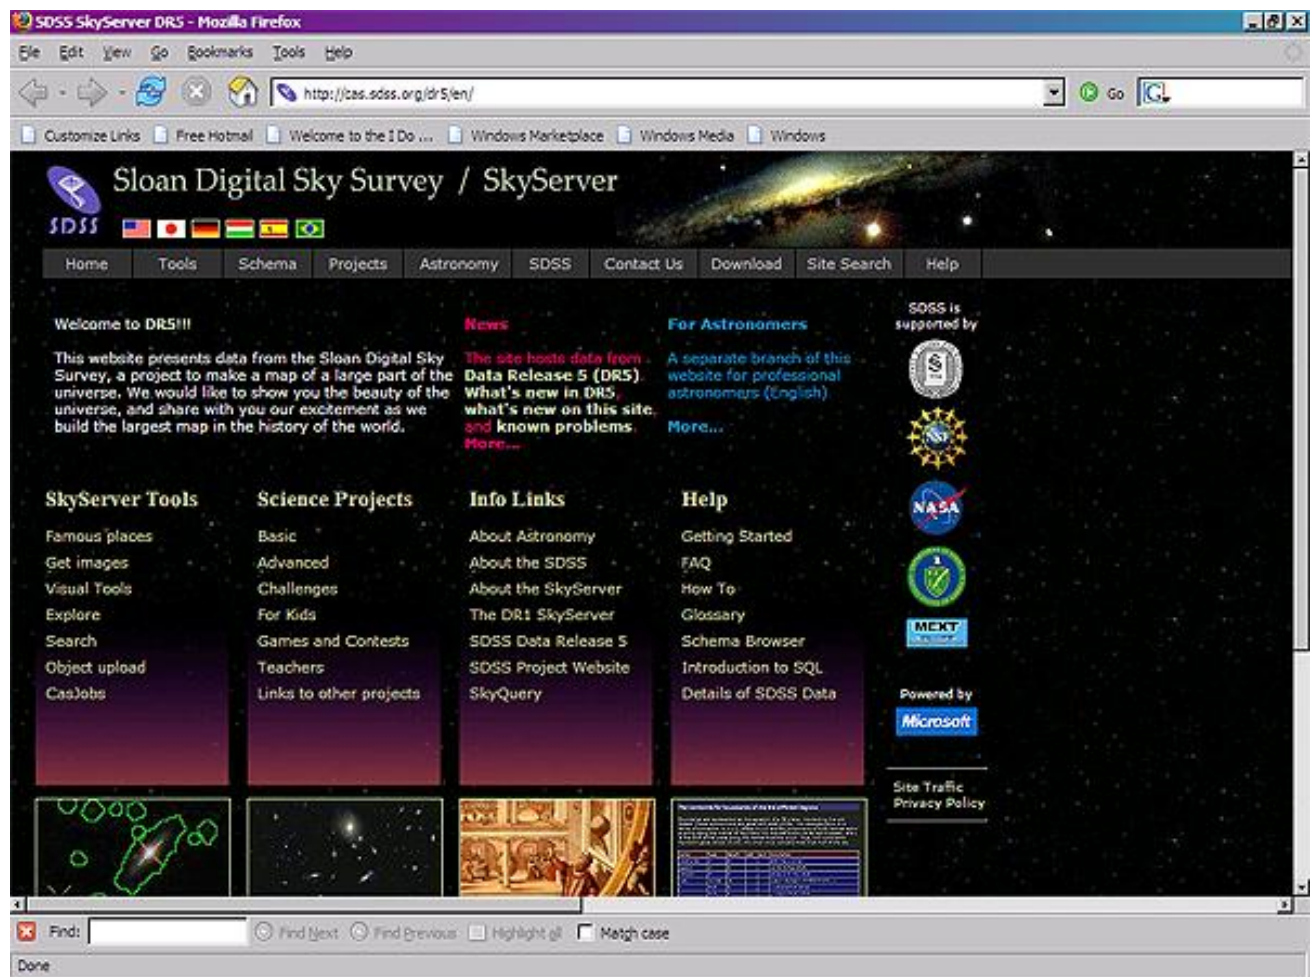 SDSS SkyServer DR5 - Mozilla Firefox
File Edit View Go Bookmarks Tools Help
http://cas.sdss.org/dr5/en/
Go
G
Customize Links Free Hotmail Welcome to the I Do ... Windows Marketplace Windows Media Windows
Sloan Digital Sky Survey / SkyServer
SDSS
Home Tools Schema Projects Astronomy SDSS Contact Us Download Site Search Help
Welcome to DR5!!!
This website presents data from the Sloan Digital Sky
Survey, a project to make a map of a large part of the
universe. We would like to show you the beauty of the
universe, and share with you our excitement as we
build the largest map in the history of the world.
News
The site hosts data from
Data Release 5 (DR5).
What's new in DR5,
what's new on this site,
and known problems
More...
For Astronomers
A separate branch of this
website for professional
astronomers (English)
More...
SDSS is
supported by
NSF
NASA
MEXT
Powered by
Microsoft
Site Traffic
Privacy Policy
SkyServer Tools
Famous places
Get images
Visual Tools
Explore
Search
Object upload
CasJobs
Science Projects
Basic
Advanced
Challenges
For Kids
Games and Contests
Teachers
Links to other projects
Info Links
About Astronomy
About the SDSS
About the SkyServer
The DR1 SkyServer
SDSS Data Release 5
SDSS Project Website
SkyQuery
Help
Getting Started
FAQ
How To
Glossary
Schema Browser
Introduction to SQL
Details of SDSS Data
Find: Find Next Find Previous Highlight all Match case
Done